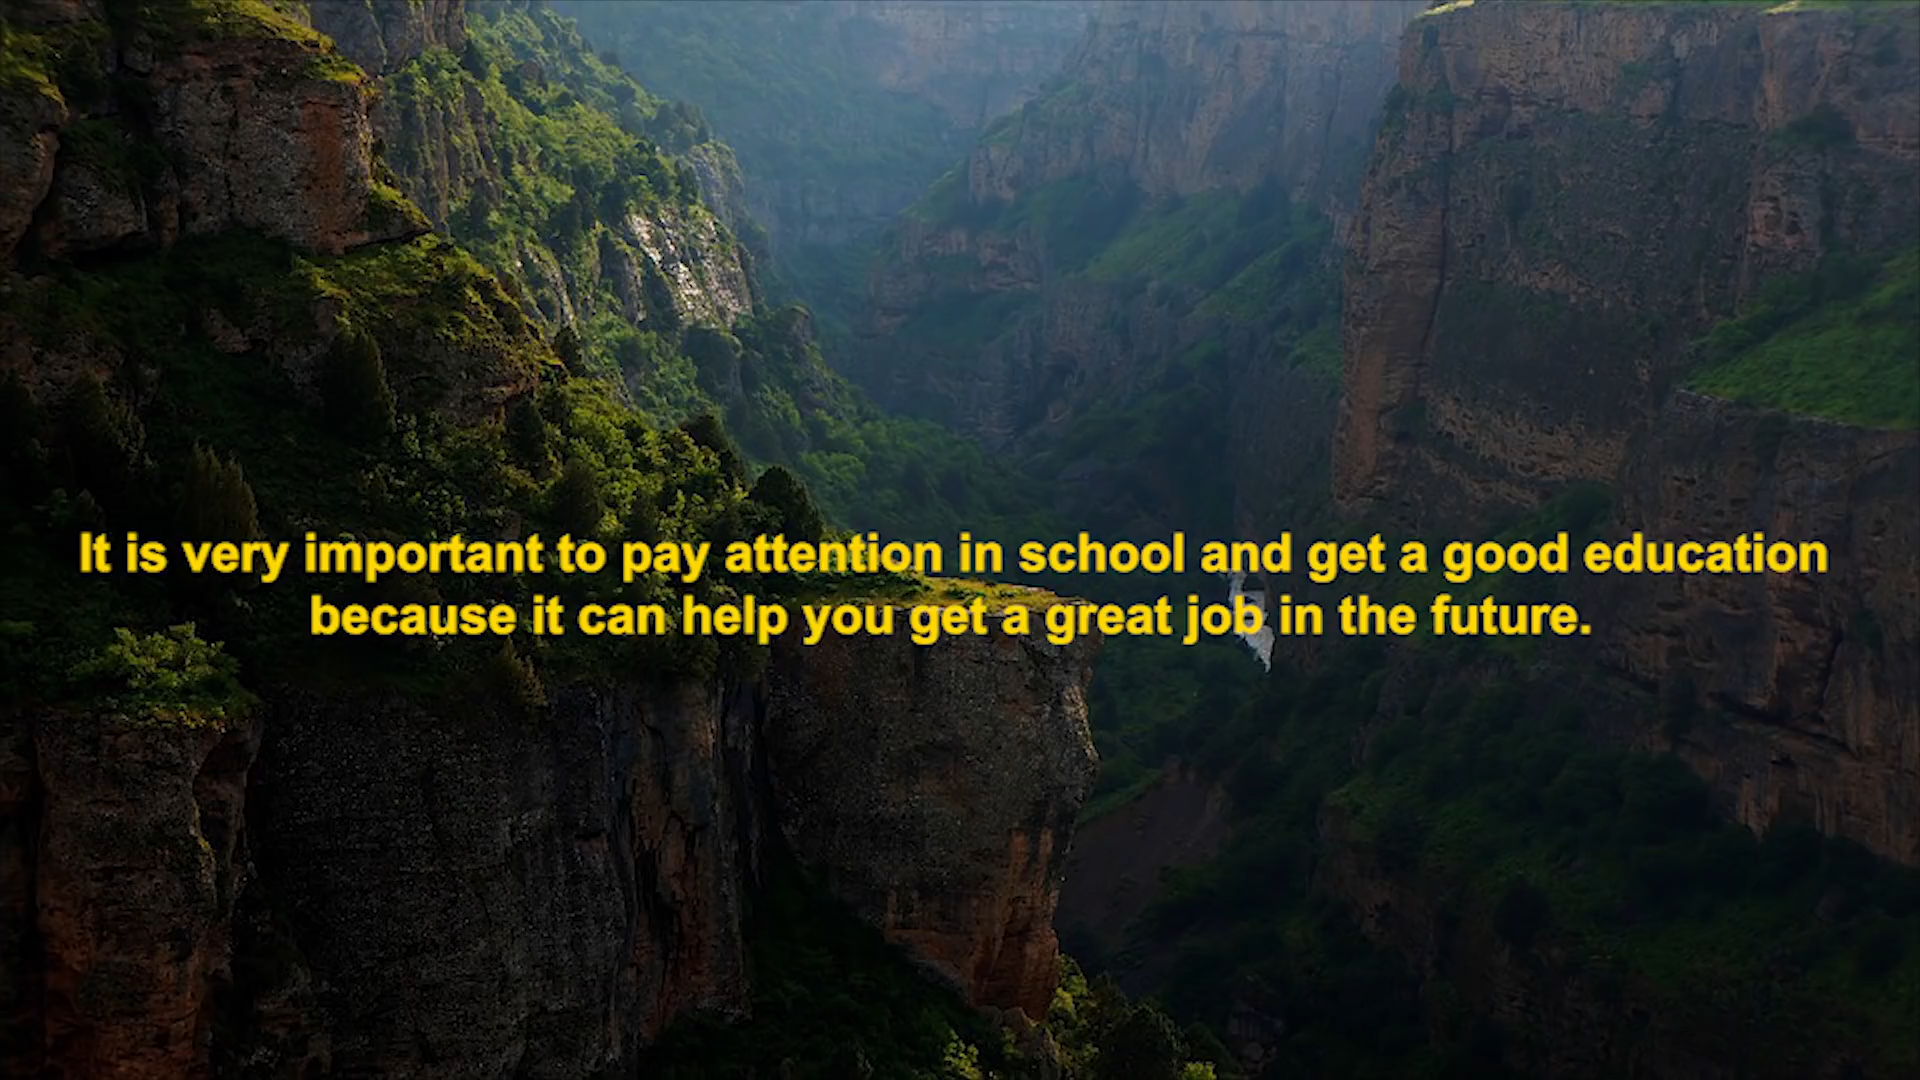 It is very important to pay attention in school and get a good education
because it can help you get a great job in the future.